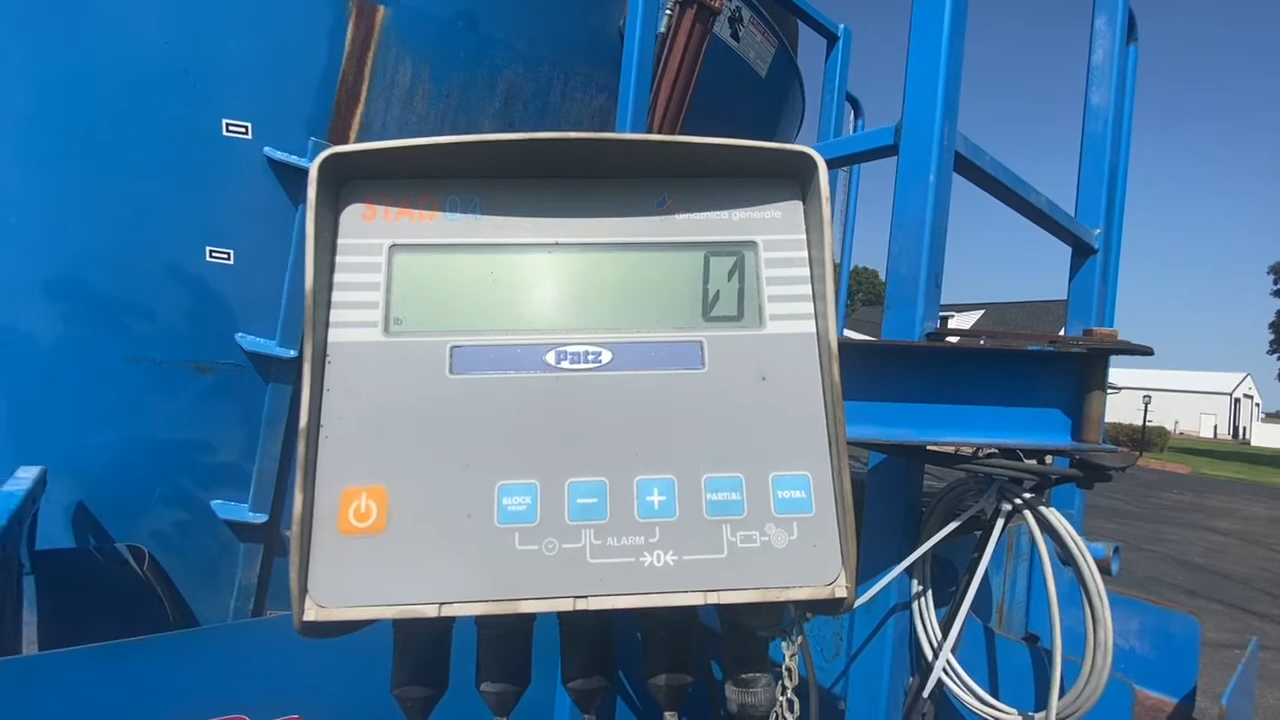 STAD 04
dinamica generale
0
lb
Patz
BLOCK
PRINT
PARTIAL
TOTAL
ALARM
→0←